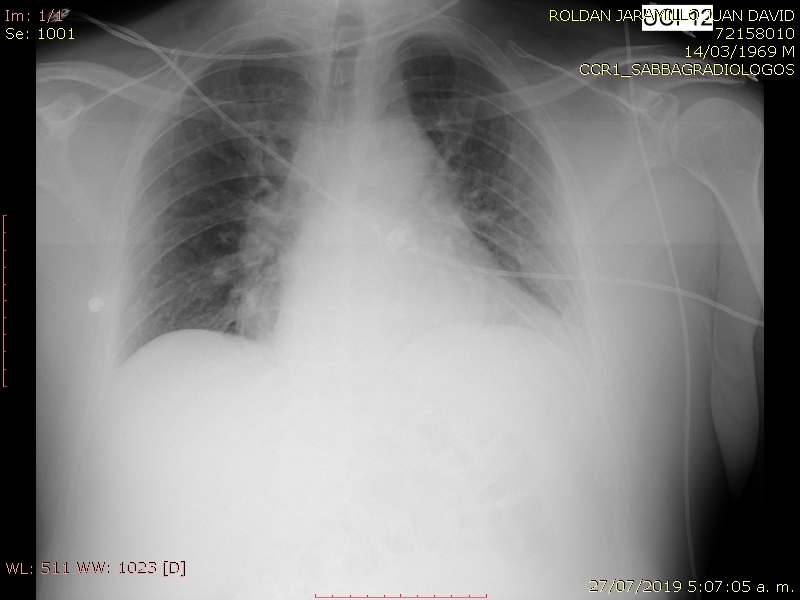 Im: 1/1
Se: 1001
ROLDAN JARAMILLO JUAN DAVID
72158010
14/03/1969 M
CCR1_SABBAGRADIOLOGOS
WL: 511 WW: 1023 [D]
27/07/2019 5:07:05 a. m.